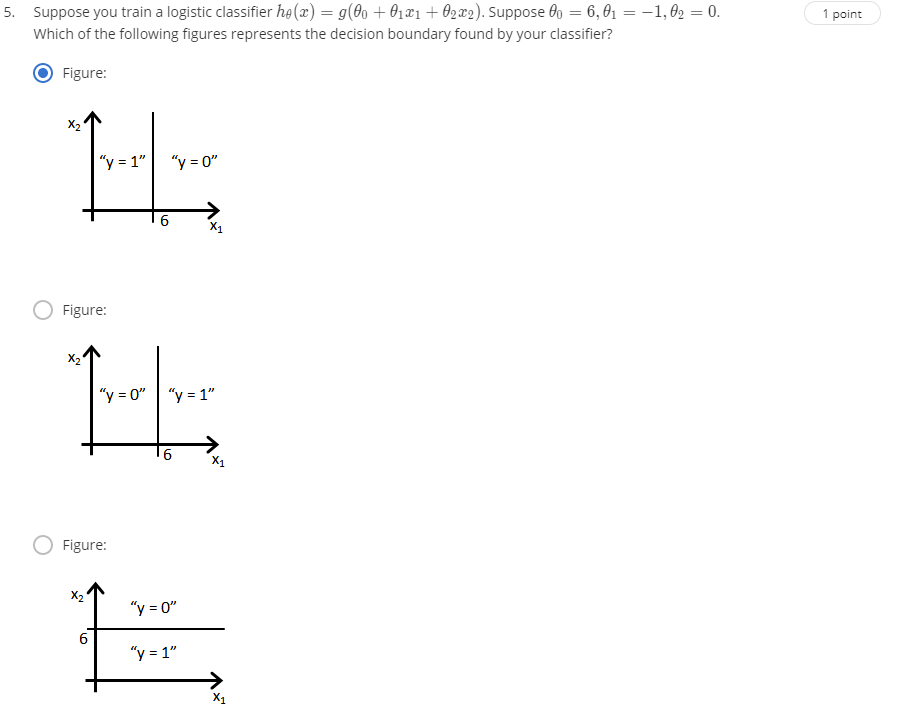 5. Suppose you train a logistic classifier hθ(x) = g(θ0 + θ1x1 + θ2x2). Suppose θ0 = 6, θ1 = −1, θ2 = 0.
1 point
Which of the following figures represents the decision boundary found by your classifier?
Figure:
x2
“y = 1” “y = 0”
6
x1
Figure:
x2
“y = 0” “y = 1”
6
x1
Figure:
x2
“y = 0”
6
“y = 1”
x1